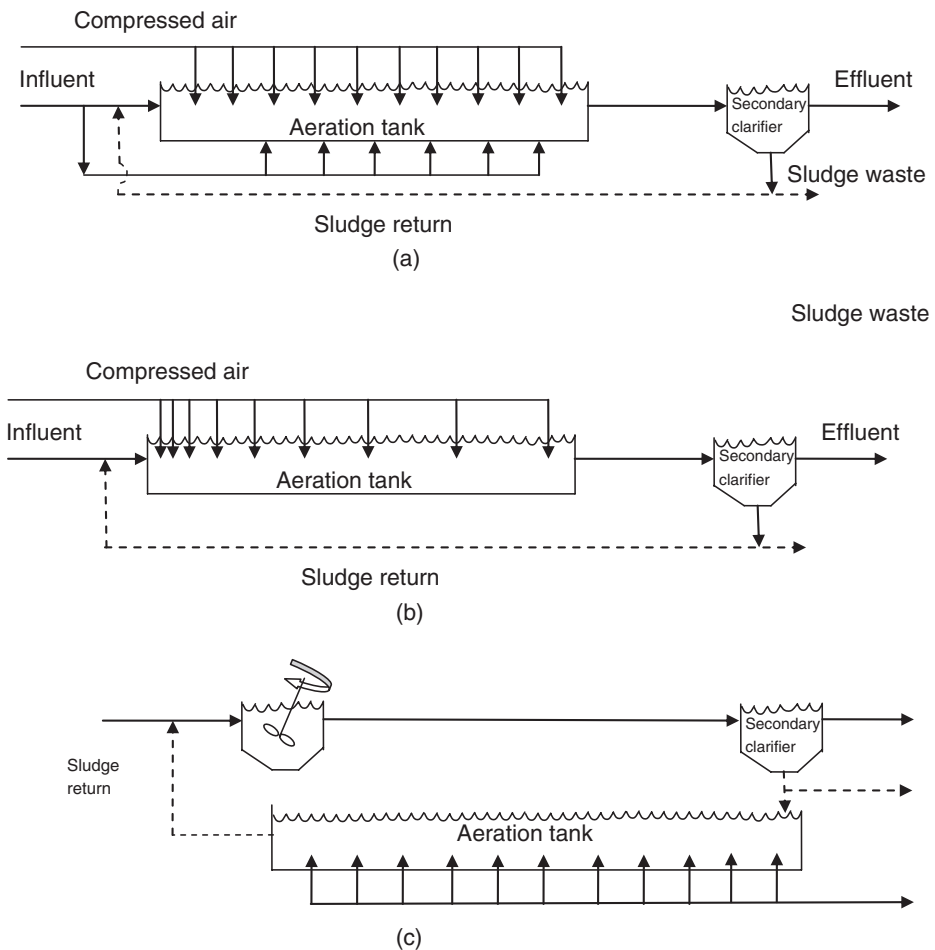 Compressed air
Influent
Effluent
Secondary
clarifier
Aeration tank
Sludge waste
Sludge return
(a)
Sludge waste
Compressed air
Influent
Effluent
Secondary
clarifier
Aeration tank
Sludge return
(b)
Secondary
clarifier
Sludge
return
Aeration tank
(c)